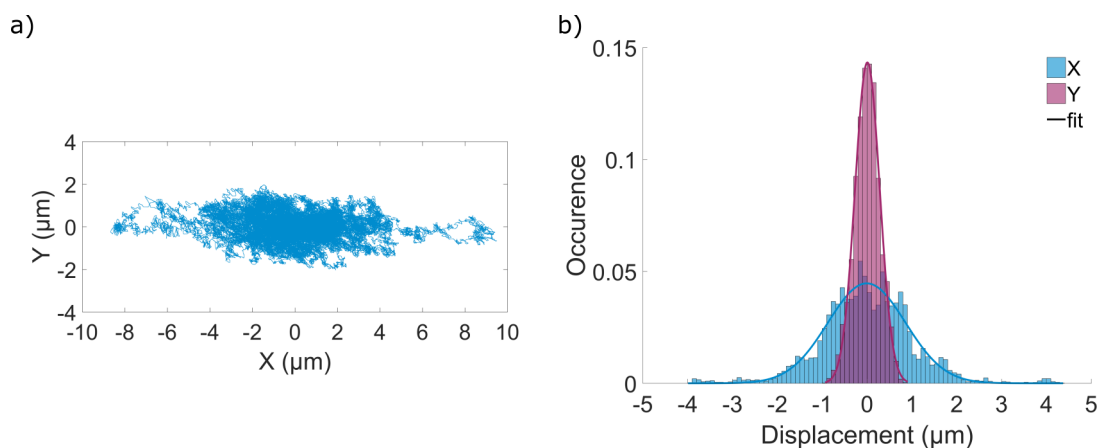 a)
4
2
0
-2
-4
Y (µm)
-10 -8 -6 -4 -2 0 2 4 6 8 10
X (µm)
b)
0.15
0.1
0.05
0
Occurence
X
Y
fit
-5 -4 -3 -2 -1 0 1 2 3 4 5
Displacement (µm)